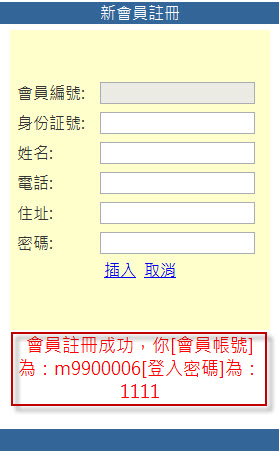 新會員註冊
會員編號:
身份証號:
姓名:
電話:
住址:
密碼:
插入 取消
會員註冊成功，你[會員帳號]
為：m9900006[登入密碼]為：
1111